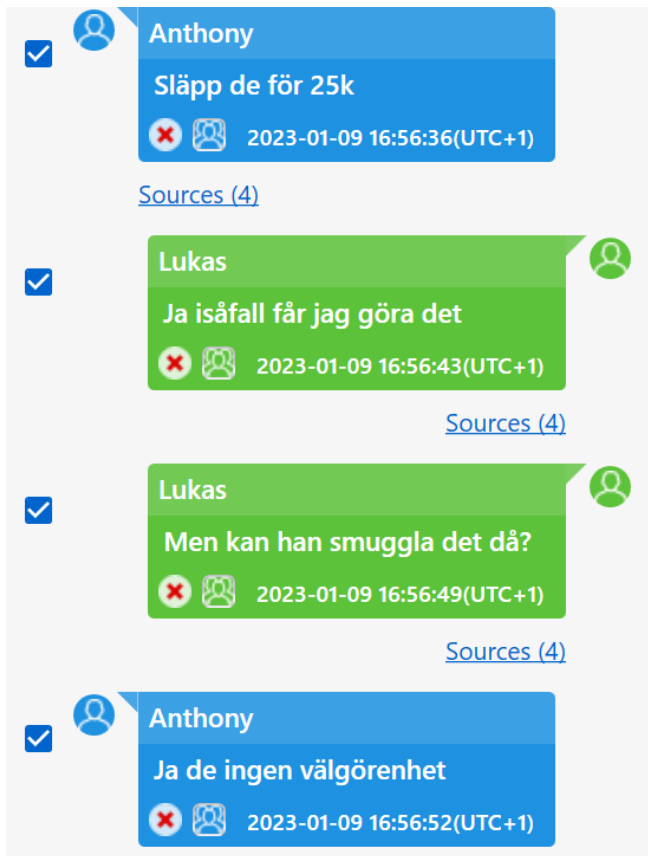 Anthony
Släpp de för 25k
2023-01-09 16:56:36(UTC+1)
Sources (4)
Lukas
Ja isåfall får jag göra det
2023-01-09 16:56:43(UTC+1)
Sources (4)
Lukas
Men kan han smuggla det då?
2023-01-09 16:56:49(UTC+1)
Sources (4)
Anthony
Ja de ingen välgörenhet
2023-01-09 16:56:52(UTC+1)